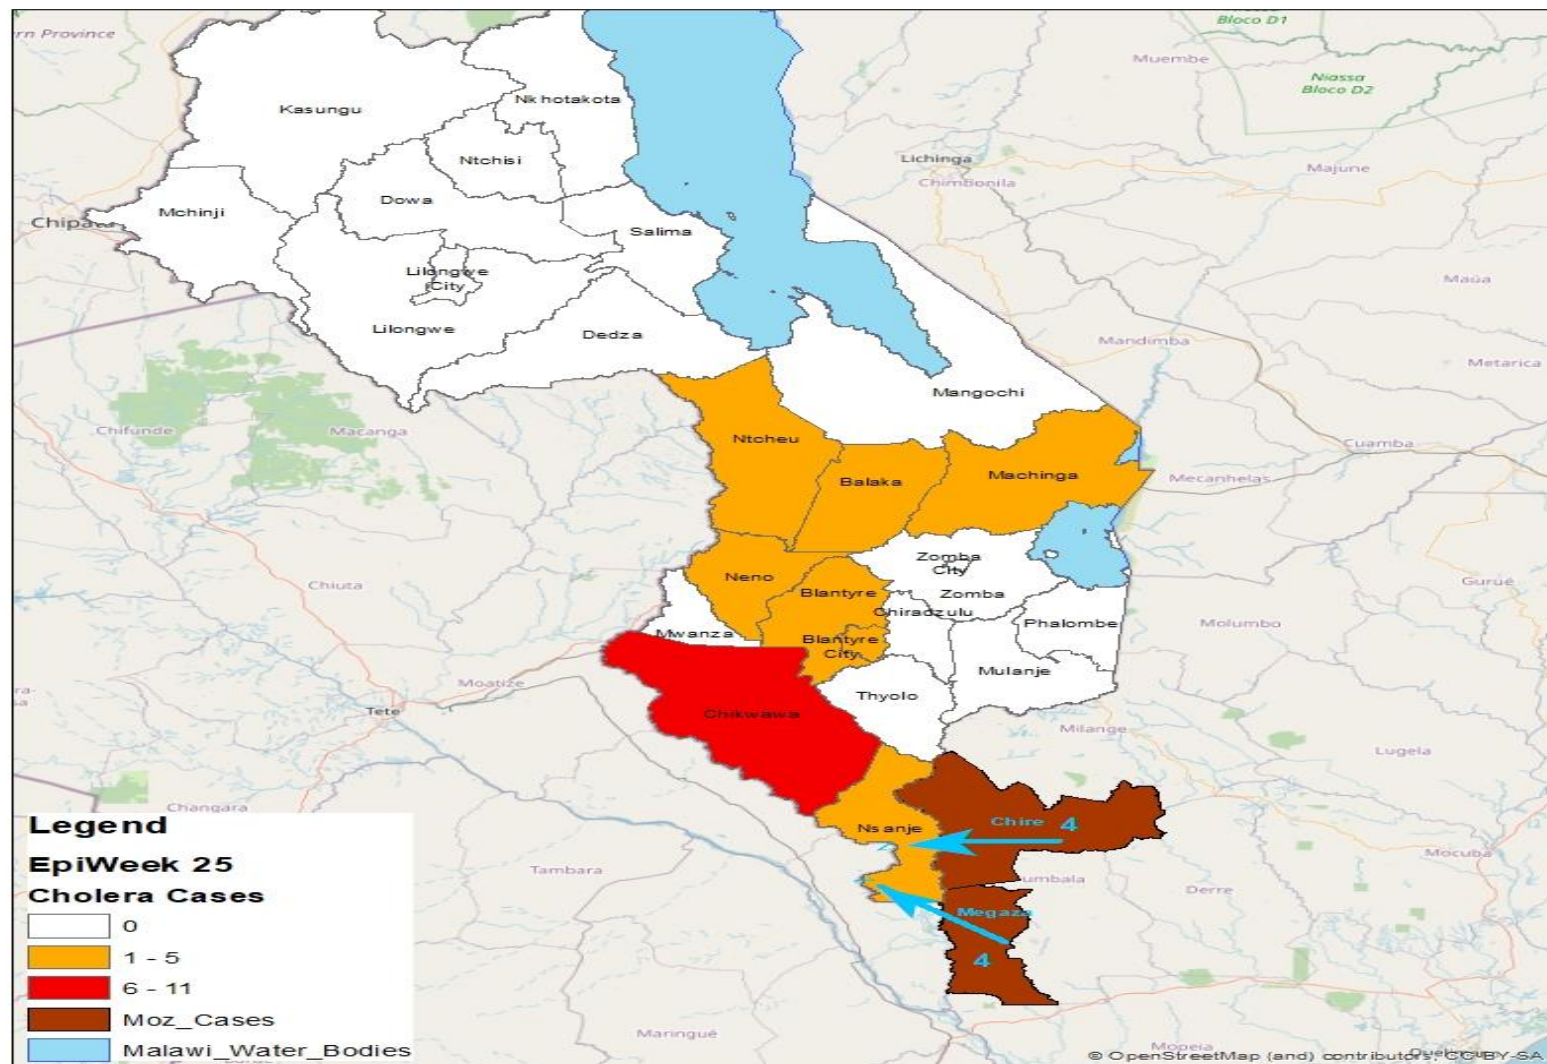 Bloco D1
rn Province
Muembe
Niassa
Bloco D2
Nkhotakota
Kasungu
Ntchisi
Lichinga
Majune
Chimbonila
Dowa
Mchinji
Salima
Lilongwe
City
Maúa
Lilongwe
Dedza
Mandimba
Metarica
Mangochi
Chifunde
Macanga
Ntcheu
Cuamba
Balaka
Machinga
Mecanhelas
Zomba
City
Chiuta
Neno
Blantyre
Zomba
Gurué
Chiradzulu
Phalombe
Molumbo
Mwanza
Blantyre
City
Mulanje
Moatize
Thyolo
Tete
Chikwawa
Milange
Lugela
Changara
Legend
EpiWeek 25
Cholera Cases
0
1 - 5
6 - 11
Moz_Cases
Malawi_Water_Bodies
Nsanje
Chire 4
Mocuba
Tambara
Derre
Megaza
4
Maringué
Mopeia
© OpenStreetMap (and) contributors, CC-BY-SA